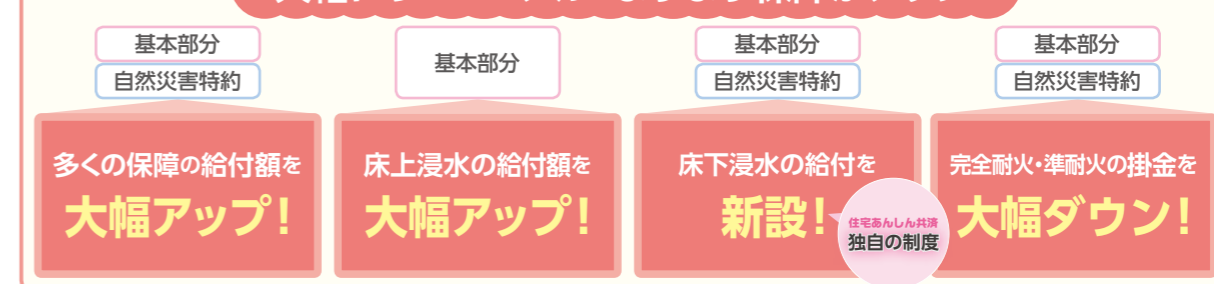 基本部分
自然災害特約
多くの保障の給付額を
大幅アップ!
基本部分
床上浸水の給付額を
大幅アップ!
基本部分
自然災害特約
床下浸水の給付を
新設!
住宅あんしん共済
独自の制度
基本部分
自然災害特約
完全耐火・準耐火の掛金を
大幅ダウン!